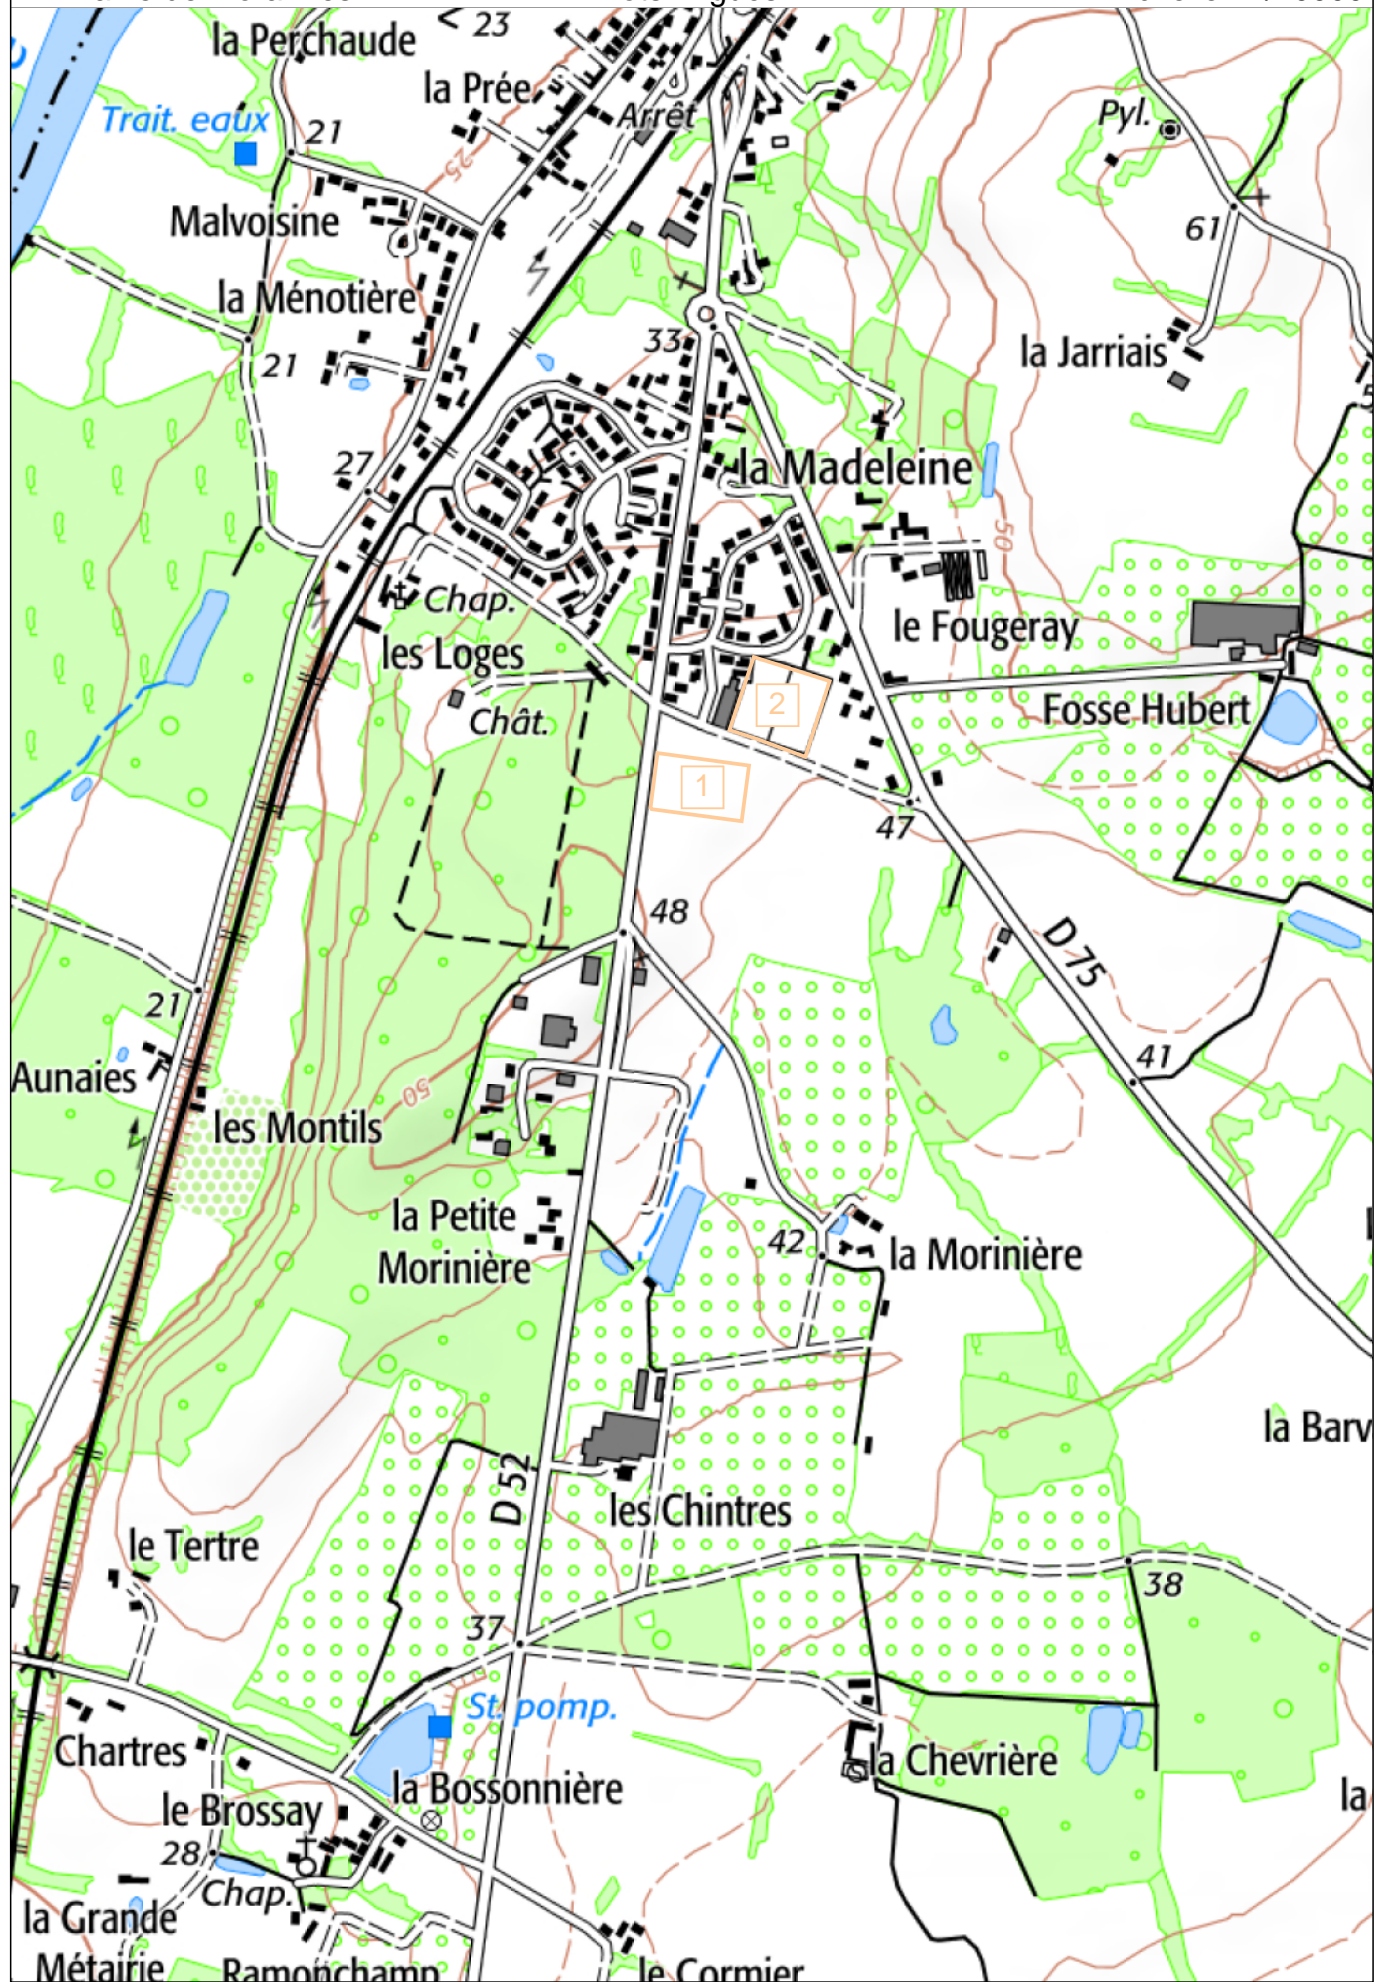 < 23
la Perchaude
la Prée
Trait. eaux
21
Arrêt
Pyl.
25
Malvoisine
61
la Ménotière
33
21
la Jarriais
27
la Madeleine
50
Chap.
le Fougeray
les Loges
2
Fosse Hubert
Chât.
1
47
48
D 75
21
41
Aunaies
50
les Montils
la Petite
Morinière
42
la Morinière
la Barv
D 52
les Chintres
le Tertre
38
37
St. pomp.
Chartres
la Chevrière
la Bossonnière
la
le Brossay
28
Chap.
la Grande
Métairie
Ramonchamp
le Cormier